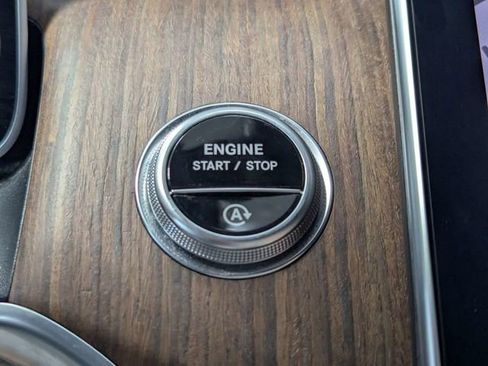 ENGINE
START / STOP
A